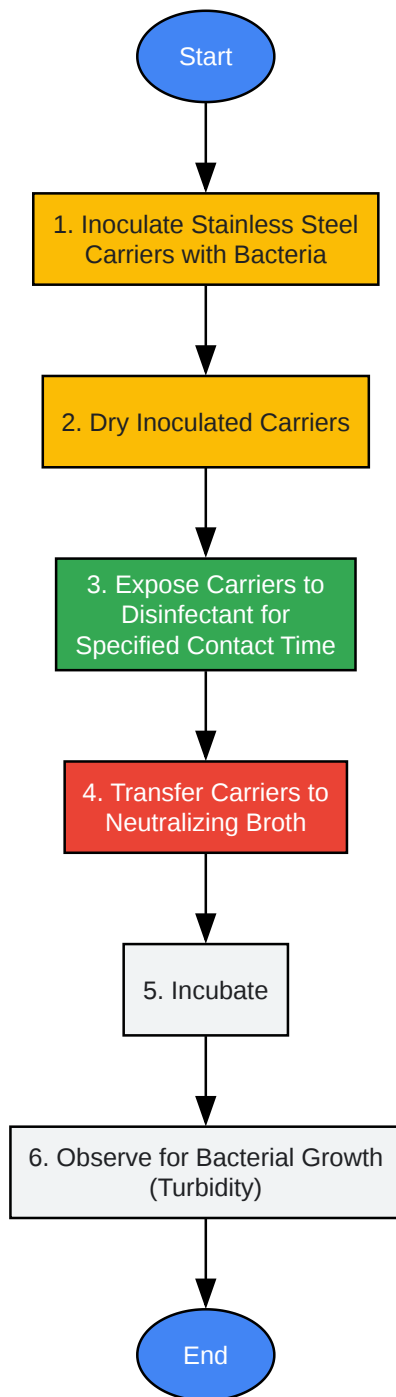 Start
1. Inoculate Stainless Steel
Carriers with Bacteria
2. Dry Inoculated Carriers
3. Expose Carriers to
Disinfectant for
Specified Contact Time
4. Transfer Carriers to
Neutralizing Broth
5. Incubate
6. Observe for Bacterial Growth
(Turbidity)
End